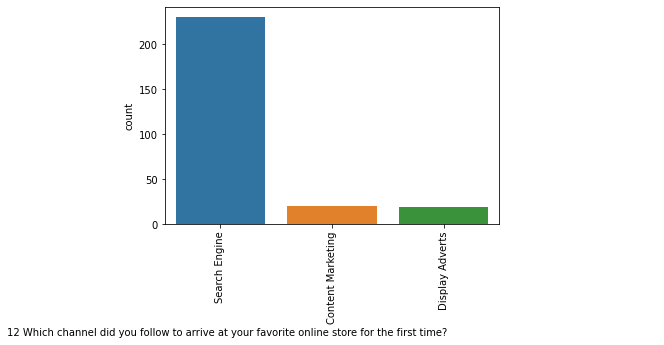 200
150
100
50
0
count
Search Engine
Content Marketing
Display Adverts
12 Which channel did you follow to arrive at your favorite online store for the first time?